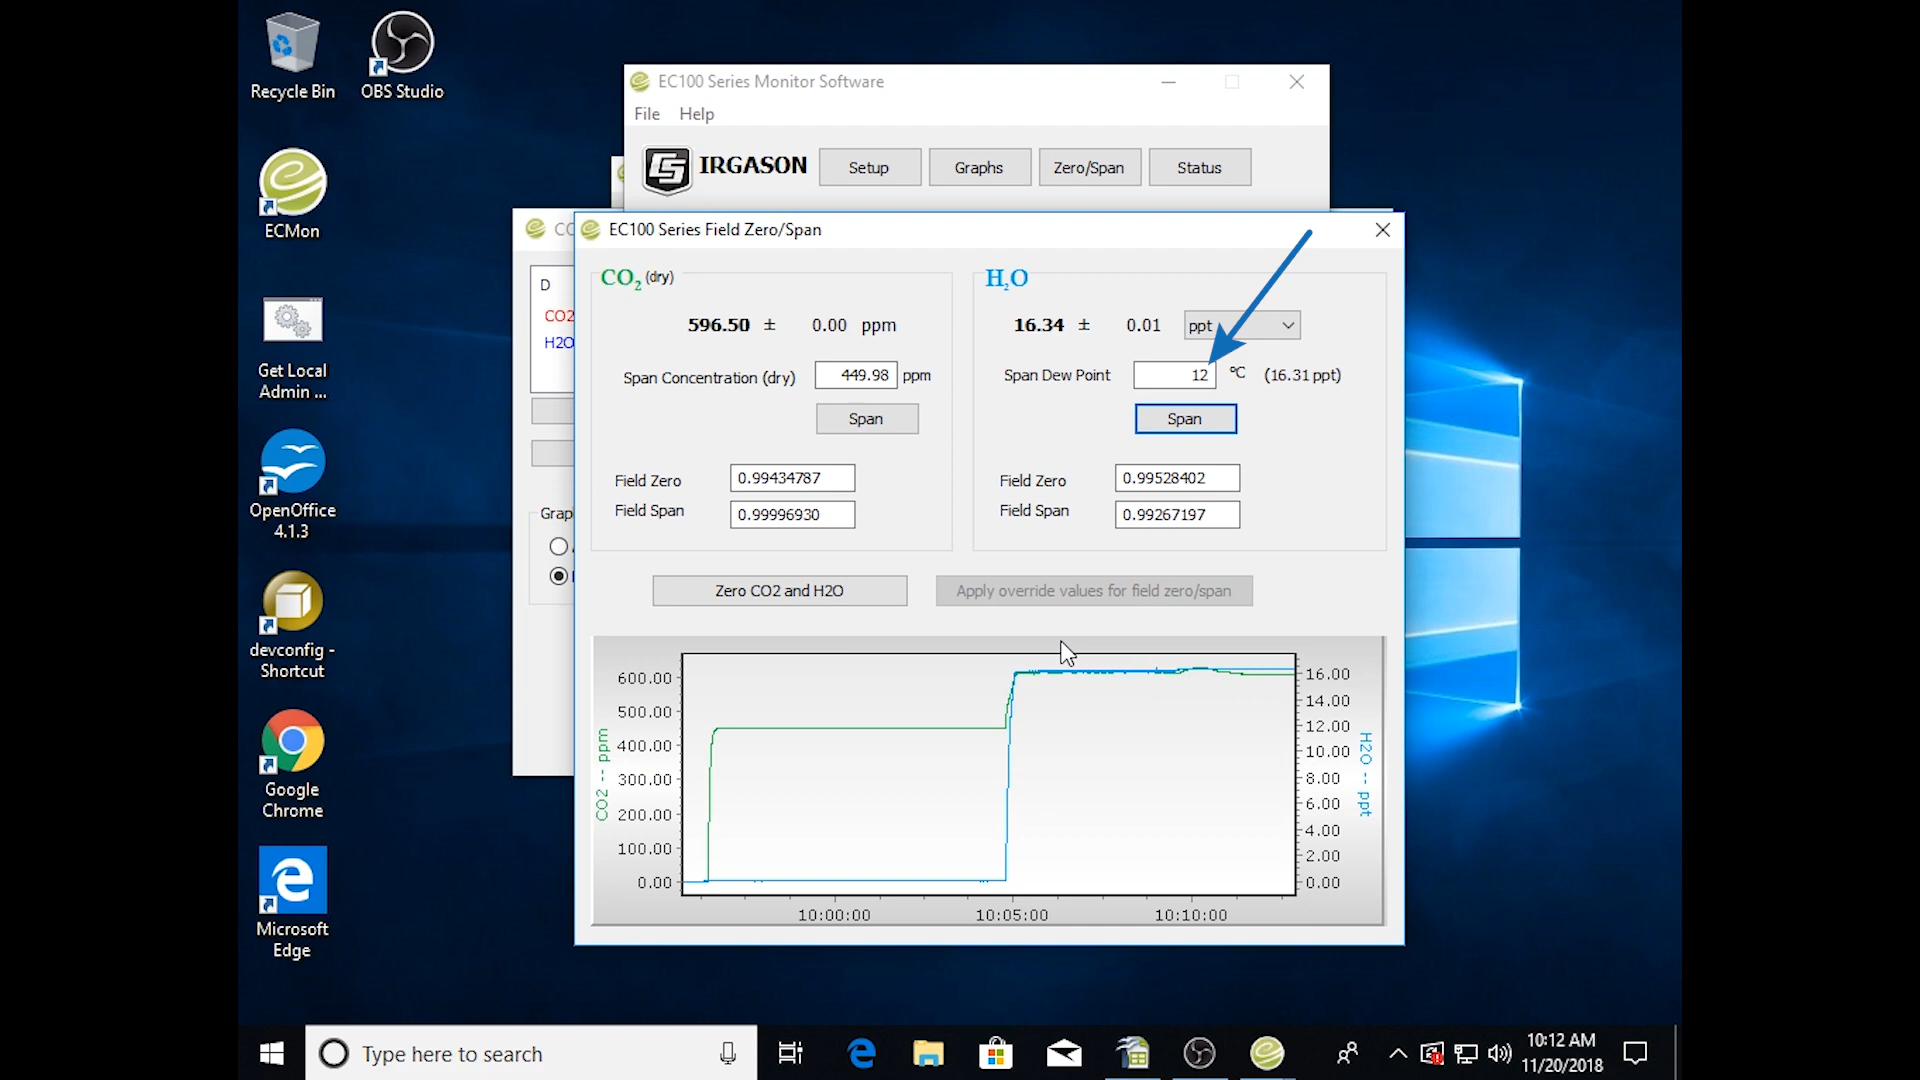 Recycle Bin
OBS Studio
ECMon
Get Local
Admin ...
OpenOffice
4.1.3
devconfig -
Shortcut
Google
Chrome
Microsoft
Edge
EC100 Series Monitor Software
File Help
IRGASON
Setup Graphs Zero/Span Status
CO
D
CO2
H2O
Grap
EC100 Series Field Zero/Span
CO2 (dry)
596.50 ± 0.00 ppm
Span Concentration (dry) 449.98 ppm
Span
Field Zero 0.99434787
Field Span 0.99996930
H2O
16.34 ± 0.01 ppt
Span Dew Point 12 ºC (16.31 ppt)
Span
Field Zero 0.99528402
Field Span 0.99267197
Zero CO2 and H2O
Apply override values for field zero/span
CO2 -- ppm
600.00
500.00
400.00
300.00
200.00
100.00
0.00
16.00
14.00
12.00
10.00
8.00
6.00
4.00
2.00
0.00
H2O -- ppt
10:00:00 10:05:00 10:10:00
Type here to search
10:12 AM
11/20/2018